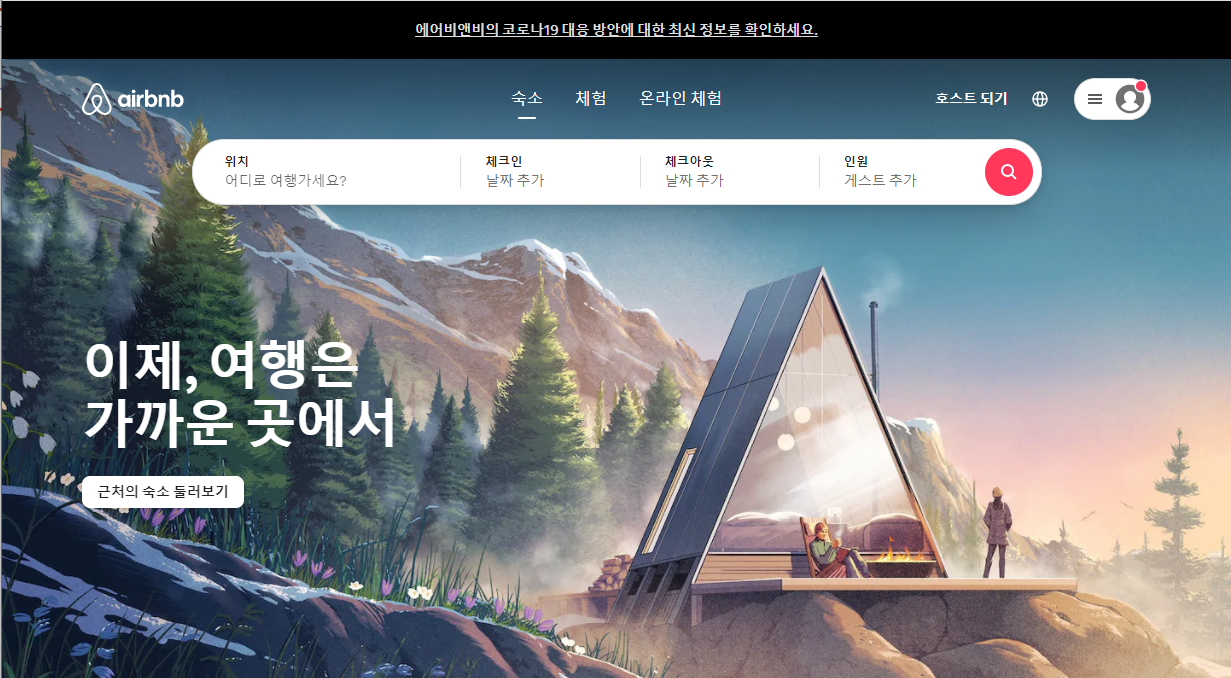 에어비앤비의 코로나19 대응 방안에 대한 최신 정보를 확인하세요.
airbnb
숙소 체험 온라인 체험
호스트 되기
위치
어디로 여행가세요?
체크인
날짜 추가
체크아웃
날짜 추가
인원
게스트 추가
이제, 여행은
가까운 곳에서
근처의 숙소 둘러보기